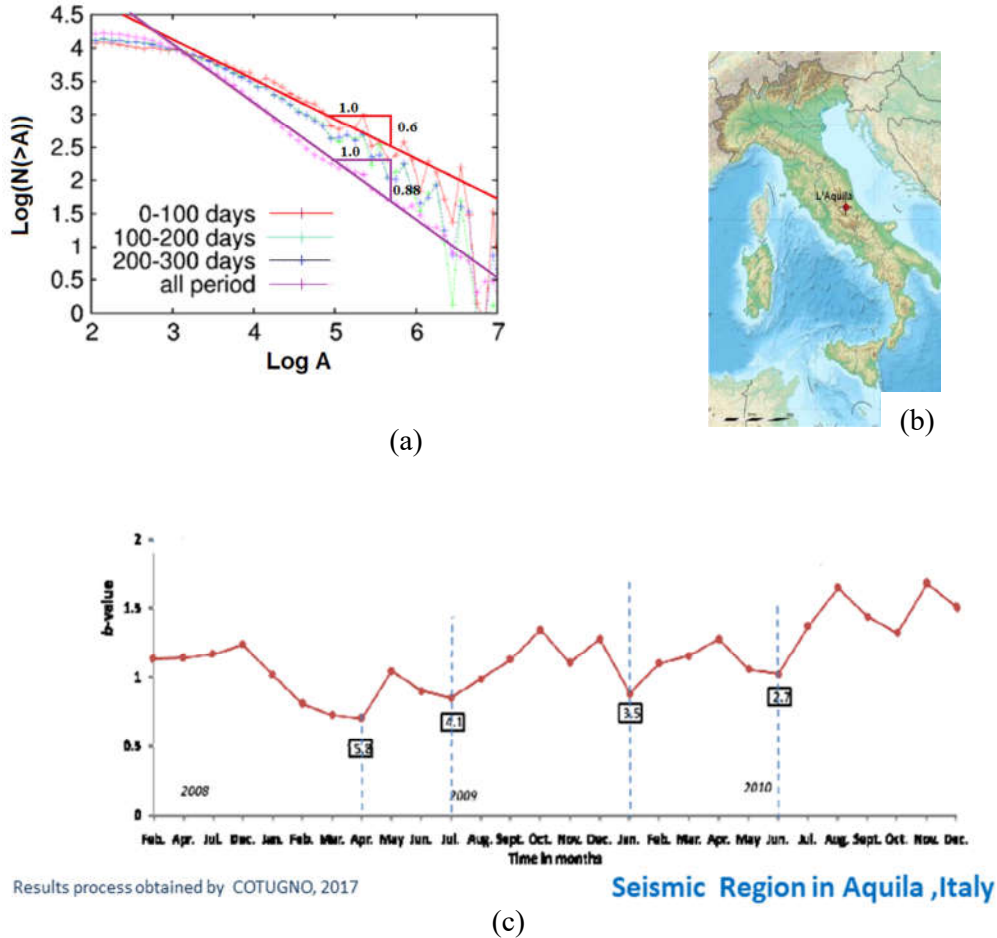 4.5
4
3.5
3
2.5
2
1.5
1
0.5
0
Log(N(>A))
1.0
0.6
1.0
0.88
0-100 days
100-200 days
200-300 days
all period
2 3 4 5 6 7
Log A
(a)
L'Aquila
(b)
2
1.5
1
0.5
0
b-value
5.8
4.1
3.5
2.7
2008
2009
2010
Feb. Apr. Jul. Dec. Jan. Feb. Mar. Apr. May Jun. Jul. Aug. Sept. Oct. Nov. Dec. Jan. Feb. Mar. Apr. May Jun. Jul. Aug. Sept. Oct. Nov. Dec.
Time in months
Results process obtained by COTUGNO, 2017
Seismic Region in Aquila ,Italy
(c)